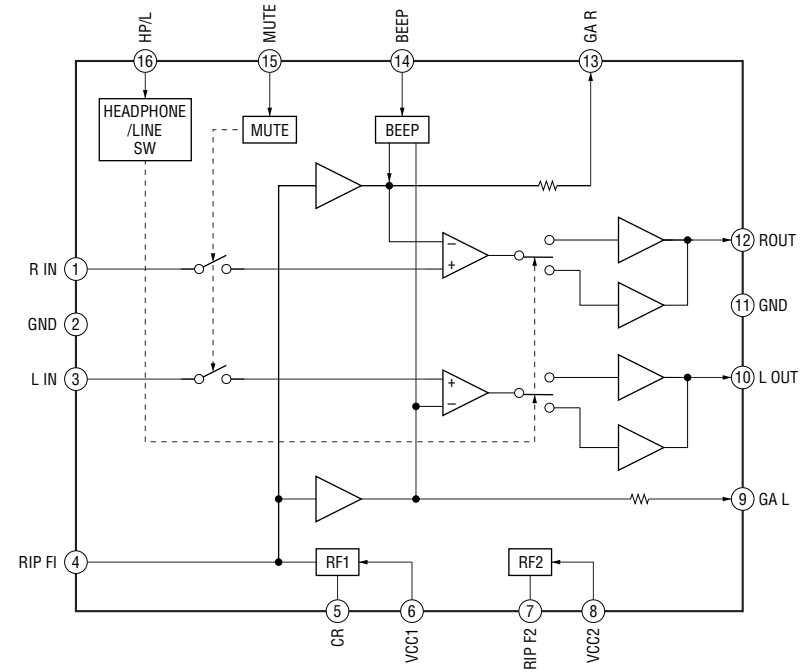 HP/L
MUTE
BEEP
GA R
16
15
14
13
HEADPHONE
/LINE
SW
MUTE
BEEP
R IN
1
−
+
12
ROUT
GND
2
11
GND
L IN
3
+
−
10
L OUT
9
GA L
RIP FI
4
RF1
RF2
5
6
7
8
CR
VCC1
RIP F2
VCC2